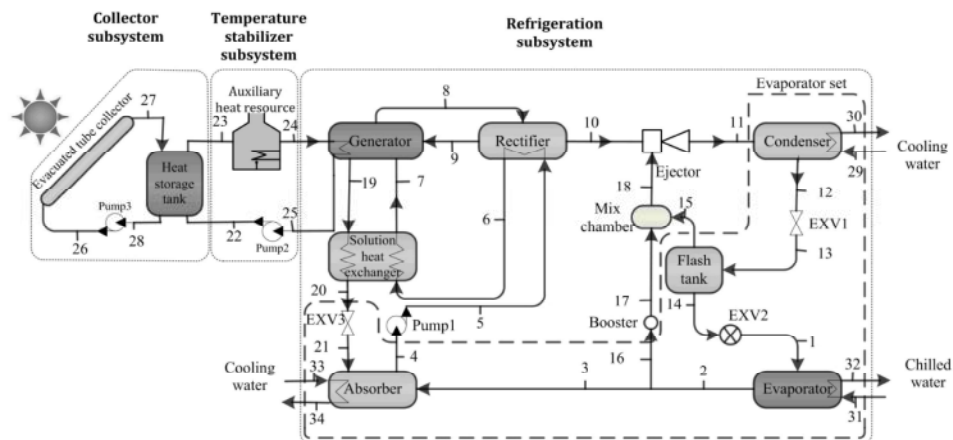 Collector
subsystem
Temperature
stabilizer
subsystem
Refrigeration
subsystem
Evaporator set
Auxiliary
heat resource
Evacuated tube collector
27
23
24
8
10
11
30
Generator
Rectifier
Condenser
9
Ejector
29
Cooling
water
Heat
storage
tank
19
7
18
12
Mix
chamber
15
EXV1
Pump3
26
28
22
25
Pump2
6
Solution
heat
exchanger
Flash
tank
13
20
EXV3
17
14
EXV2
Pump1
5
Booster
21
4
16
1
Cooling
water
33
Absorber
3
2
Evaporator
32
Chilled
water
34
31